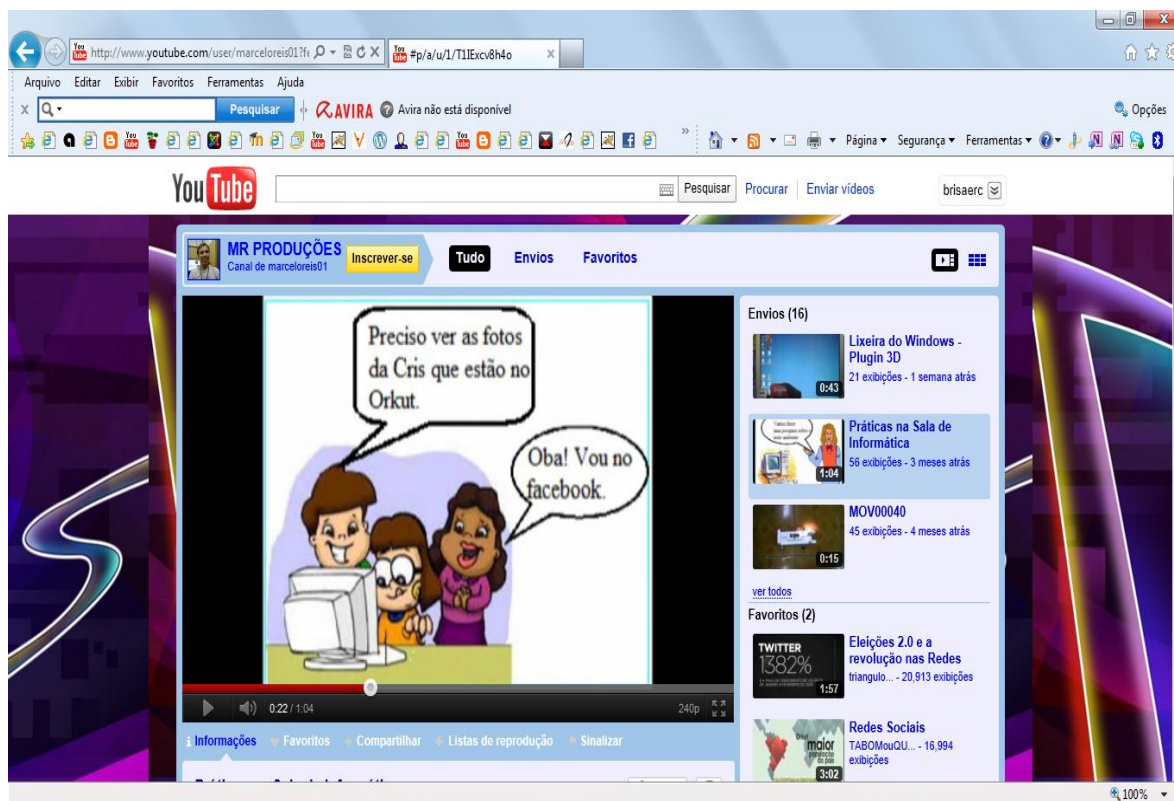 http://www.youtube.com/user/marceloreis01?fe
#p/a/u/1/T1IExcv8h4o
Arquivo Editar Exibir Favoritos Ferramentas Ajuda
Pesquisar AVIRA Avira não está disponível Opções
Página Segurança Ferramentas
You Tube Pesquisar Procurar Enviar vídeos brisaerc
MR PRODUÇÕES
Canal de marceloreis01
Inscrever-se
Tudo Envios Favoritos
Preciso ver as fotos
da Cris que estão no
Orkut.
Oba! Vou no
facebook.
0:22 / 1:04 240p
Informações Favoritos Compartilhar Listas de reprodução Sinalizar
Envios (16)
0:43
Lixeira do Windows -
Plugin 3D
21 exibições - 1 semana atrás
1:04
Práticas na Sala de
Informática
56 exibições - 3 meses atrás
0:15
MOV00040
45 exibições - 4 meses atrás
ver todos
Favoritos (2)
TWITTER
1382%
1:57
Eleições 2.0 e a
revolução nas Redes
triangulo... - 20,913 exibições
maior
população
do país
3:02
Redes Sociais
TABOMouQU... - 16,994
exibições
100%